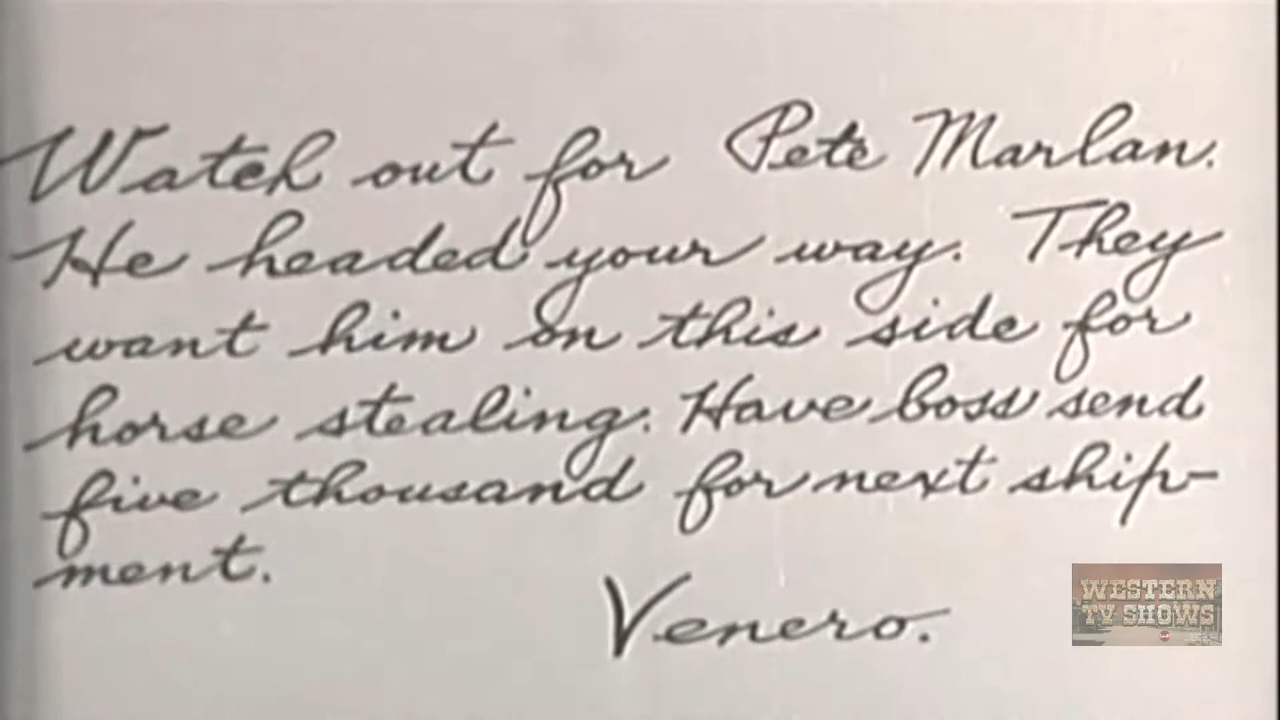 Watch out for Pete Marlan.
He headed your way. They
want him on this side for
horse stealing. Have boss send
five thousand for next ship-
ment.
Venero.
WESTERN
TV SHOWS